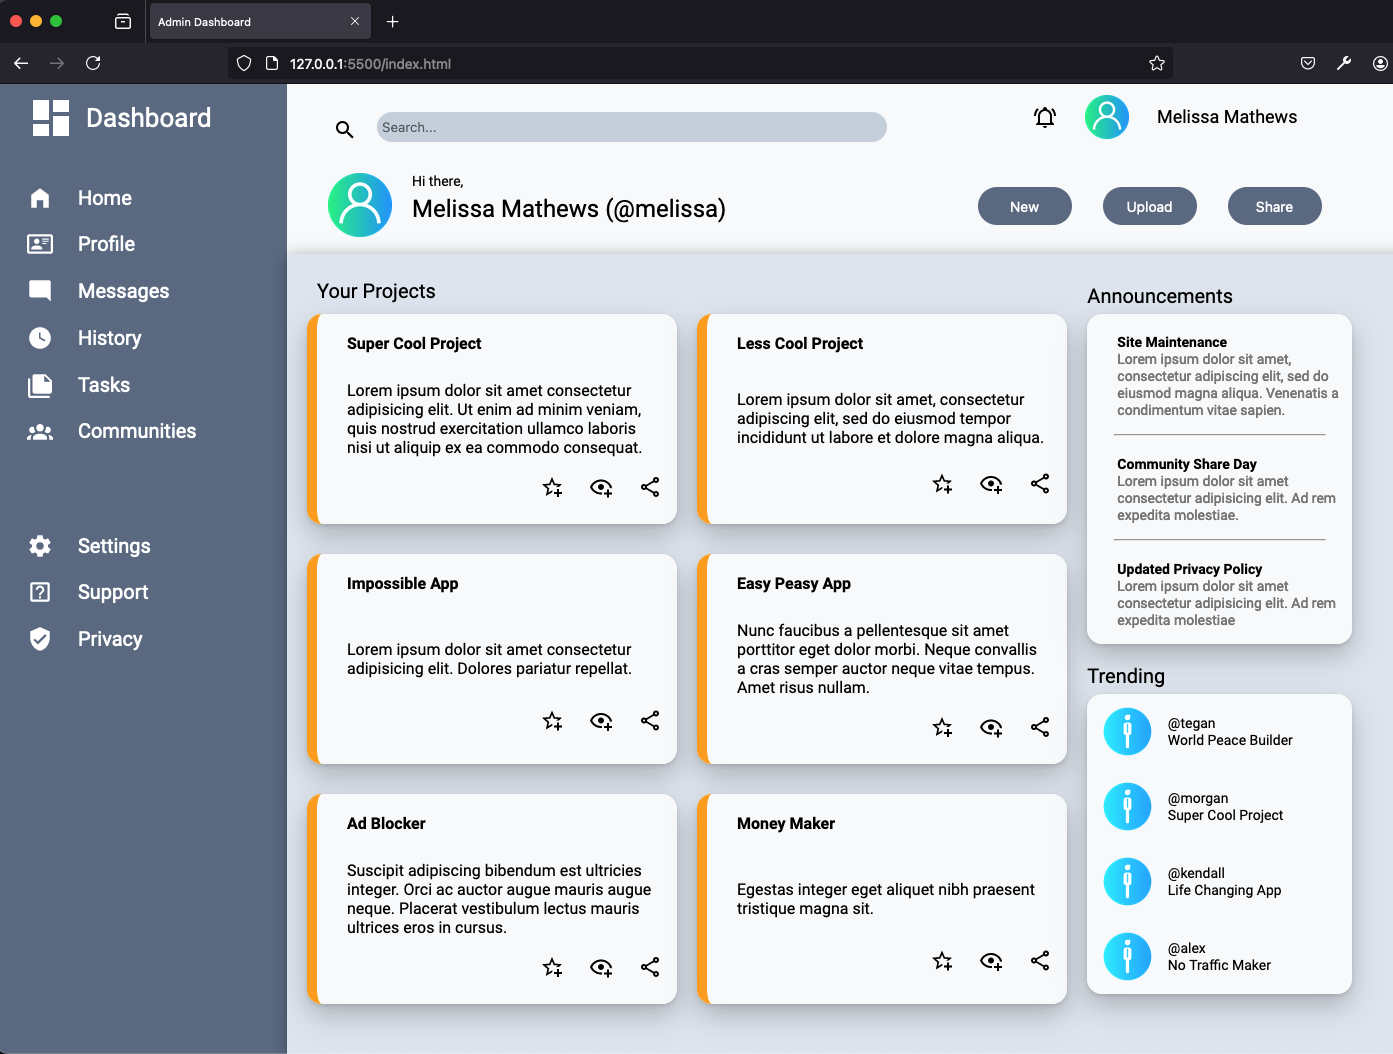 Admin Dashboard
127.0.0.1:5500/index.html
Dashboard
Home
Profile
Messages
History
Tasks
Communities
Settings
Support
Privacy
Search...
Melissa Mathews
Hi there,
Melissa Mathews (@melissa)
New
Upload
Share
Your Projects
Super Cool Project
Lorem ipsum dolor sit amet consectetur
adipisicing elit. Ut enim ad minim veniam,
quis nostrud exercitation ullamco laboris
nisi ut aliquip ex ea commodo consequat.
Less Cool Project
Lorem ipsum dolor sit amet, consectetur
adipiscing elit, sed do eiusmod tempor
incididunt ut labore et dolore magna aliqua.
Impossible App
Lorem ipsum dolor sit amet consectetur
adipisicing elit. Dolores pariatur repellat.
Easy Peasy App
Nunc faucibus a pellentesque sit amet
porttitor eget dolor morbi. Neque convallis
a cras semper auctor neque vitae tempus.
Amet risus nullam.
Ad Blocker
Suscipit adipiscing bibendum est ultricies
integer. Orci ac auctor augue mauris augue
neque. Placerat vestibulum lectus mauris
ultrices eros in cursus.
Money Maker
Egestas integer eget aliquet nibh praesent
tristique magna sit.
Announcements
Site Maintenance
Lorem ipsum dolor sit amet,
consectetur adipiscing elit, sed do
eiusmod magna aliqua. Venenatis a
condimentum vitae sapien.
Community Share Day
Lorem ipsum dolor sit amet
consectetur adipisicing elit. Ad rem
expedita molestiae.
Updated Privacy Policy
Lorem ipsum dolor sit amet
consectetur adipisicing elit. Ad rem
expedita molestiae
Trending
@tegan
World Peace Builder
@morgan
Super Cool Project
@kendall
Life Changing App
@alex
No Traffic Maker